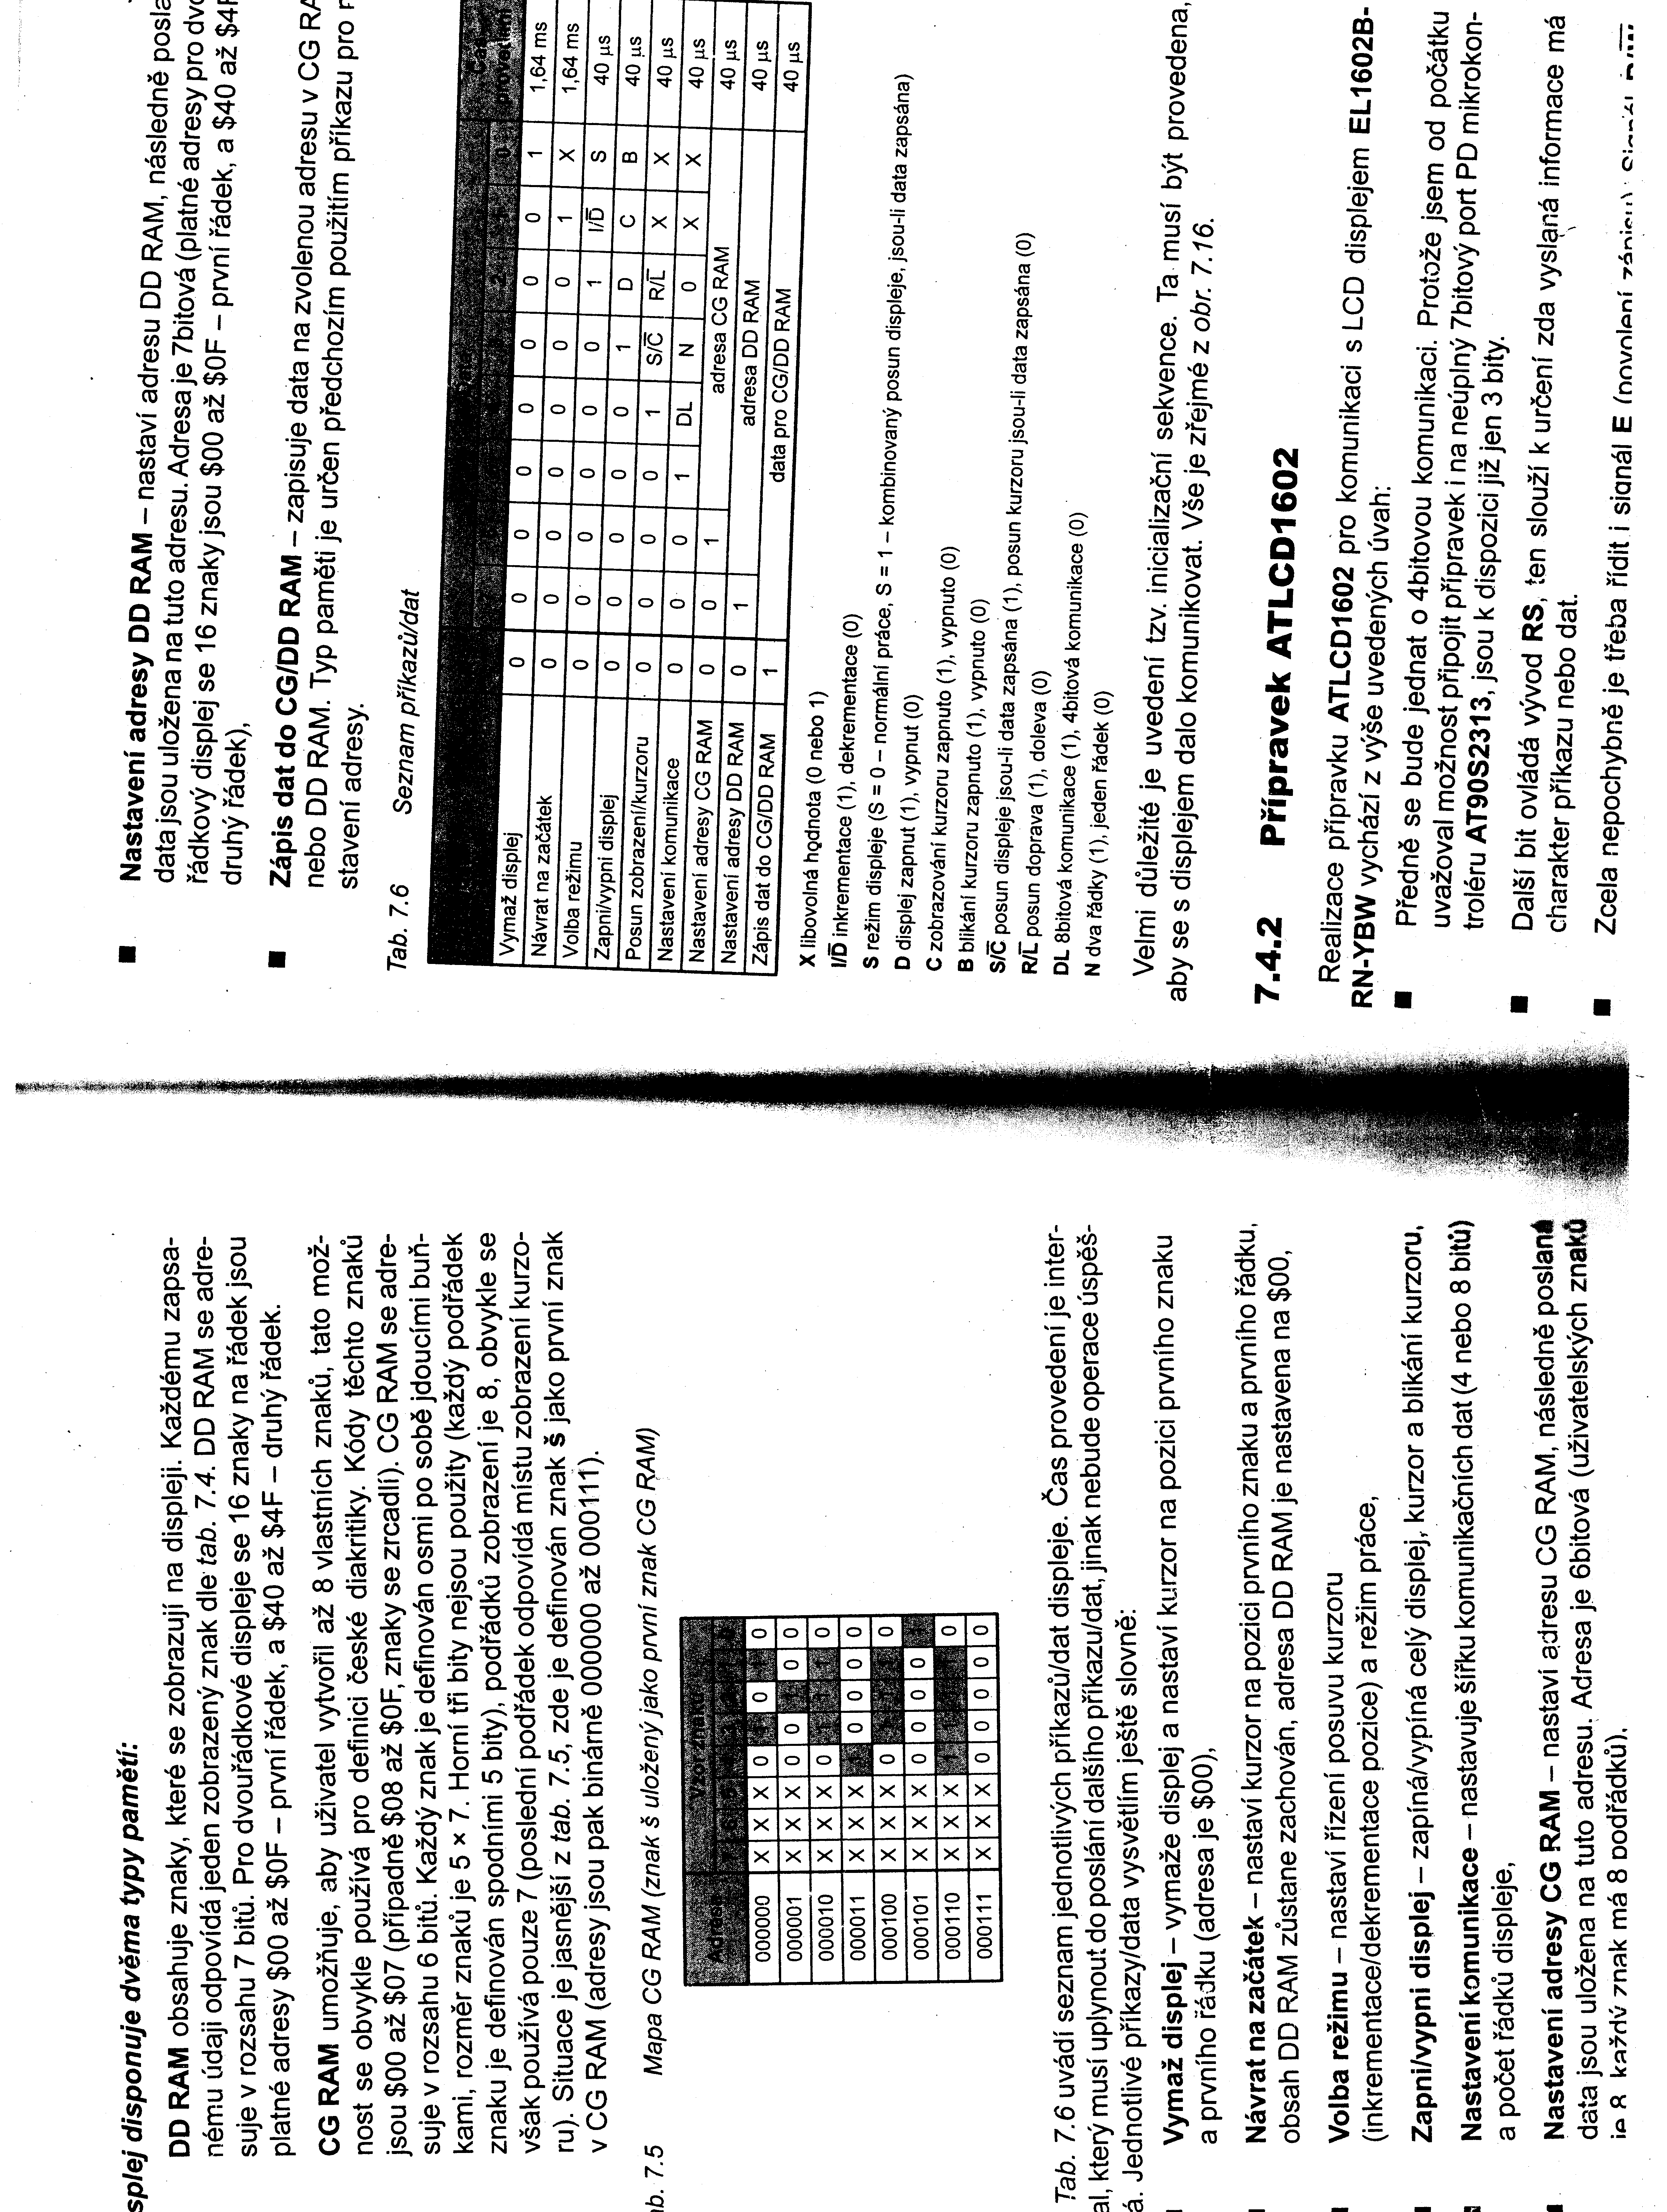 splej disponuje dvěma typy pamětí:
DD RAM obsahuje znaky, které se zobrazují na displeji. Každému zapsa-
nému údaji odpovídá jeden zobrazený znak dle tab. 7.4. DD RAM se adre-
suje v rozsahu 7 bitů. Pro dvouřádkové displeje se 16 znaky na řádek jsou
platné adresy $00 až $0F – první řádek, a $40 až $4F – druhý řádek.
CG RAM umožňuje, aby uživatel vytvořil až 8 vlastních znaků, tato mož-
nost se obvykle používá pro definici české diakritiky. Kódy těchto znaků
jsou $00 až $07 (případně $08 až $0F, znaky se zrcadlí). CG RAM se adre-
suje v rozsahu 6 bitů. Každý znak je definován osmi po sobě jdoucími buň-
kami, rozměr znaků je 5 × 7. Horní tři bity nejsou použity (každý podřádek
znaku je definován spodními 5 bity), podřádků zobrazení je 8, obvykle se
však používá pouze 7 (poslední podřádek odpovídá místu zobrazení kurzo-
ru). Situace je jasnější z tab. 7.5, zde je definován znak š jako první znak
v CG RAM (adresy jsou pak binárně 000000 až 000111).
ab. 7.5 Mapa CG RAM (znak š uložený jako první znak CG RAM)
Adresa Vzor znaku
7 6 5 4 3 2 1 0
000000 X X X 0 1 0 1 0
000001 X X X 0 0 1 0 0
000010 X X X 0 1 1 1 0
000011 X X X 1 0 0 0 0
000100 X X X 0 1 1 1 0
000101 X X X 0 0 0 0 1
000110 X X X 1 1 1 1 0
000111 X X X 0 0 0 0 0
Tab. 7.6 uvádí seznam jednotlivých příkazů/dat displeje. Čas provedení je inter-
al, který musí uplynout do poslání dalšího příkazu/dat, jinak nebude operace úspěš-
á. Jednotlivé příkazy/data vysvětlím ještě slovně:
Vymaž displej – vymaže displej a nastaví kurzor na pozici prvního znaku
a prvního řádku (adresa je $00),
Návrat na začátek – nastaví kurzor na pozici prvního znaku a prvního řádku,
obsah DD RAM zůstane zachován, adresa DD RAM je nastavena na $00,
Volba režimu – nastaví řízení posuvu kurzoru
(inkrementace/dekrementace pozice) a režim práce,
Zapni/vypni displej – zapíná/vypíná celý displej, kurzor a blikání kurzoru,
Nastavení komunikace – nastavuje šířku komunikačních dat (4 nebo 8 bitů)
a počet řádků displeje,
Nastavení adresy CG RAM – nastaví adresu CG RAM, následně poslaná
data jsou uložena na tuto adresu. Adresa je 6bitová (uživatelských znaků
je 8, každý znak má 8 podřádků),
■ Nastavení adresy DD RAM – nastaví adresu DD RAM, následně posla
data jsou uložena na tuto adresu. Adresa je 7bitová (platné adresy pro dvo
řádkový displej se 16 znaky jsou $00 až $0F – první řádek, a $40 až $4F
druhý řádek),
■ Zápis dat do CG/DD RAM – zapisuje data na zvolenou adresu v CG RA
nebo DD RAM. Typ paměti je určen předchozím použitím příkazu pro n
stavení adresy.
Tab. 7.6 Seznam příkazů/dat
Čas
2 0 provedení
Vymaž displej 0 0 0 0 0 0 0 0 1 1,64 ms
Návrat na začátek 0 0 0 0 0 0 0 1 X 1,64 ms
Volba režimu 0 0 0 0 0 0 1 I/D̅ S 40 µs
Zapni/vypni displej 0 0 0 0 0 1 D C B 40 µs
Posun zobrazení/kurzoru 0 0 0 0 1 S/C̅ R/L̅ X X 40 µs
Nastavení komunikace 0 0 0 1 DL N 0 X X 40 µs
Nastavení adresy CG RAM 0 0 1 adresa CG RAM 40 µs
Nastavení adresy DD RAM 0 1 adresa DD RAM 40 µs
Zápis dat do CG/DD RAM 1 data pro CG/DD RAM 40 µs
X libovolná hodnota (0 nebo 1)
I/D̅ inkrementace (1), dekrementace (0)
S režim displeje (S = 0 – normální práce, S = 1 – kombinovaný posun displeje, jsou-li data zapsána)
D displej zapnut (1), vypnut (0)
C zobrazování kurzoru zapnuto (1), vypnuto (0)
B blikání kurzoru zapnuto (1), vypnuto (0)
S/C̅ posun displeje jsou-li data zapsána (1), posun kurzoru jsou-li data zapsána (0)
R/L̅ posun doprava (1), doleva (0)
DL 8bitová komunikace (1), 4bitová komunikace (0)
N dva řádky (1), jeden řádek (0)
Velmi důležité je uvedení tzv. inicializační sekvence. Ta musí být provedena,
aby se s displejem dalo komunikovat. Vše je zřejmé z obr. 7.16.
7.4.2 Přípravek ATLCD1602
Realizace přípravku ATLCD1602 pro komunikaci s LCD displejem EL1602B-
RN-YBW vychází z výše uvedených úvah:
■ Předně se bude jednat o 4bitovou komunikaci. Protože jsem od počátku
uvažoval možnost připojit přípravek i na neúplný 7bitový port PD mikrokon-
troléru AT90S2313, jsou k dispozici již jen 3 bity.
■ Další bit ovládá vývod RS, ten slouží k určení zda vyslaná informace má
charakter příkazu nebo dat.
■ Zcela nepochybně je třeba řídit i signál E (povolení zápisu). Signál